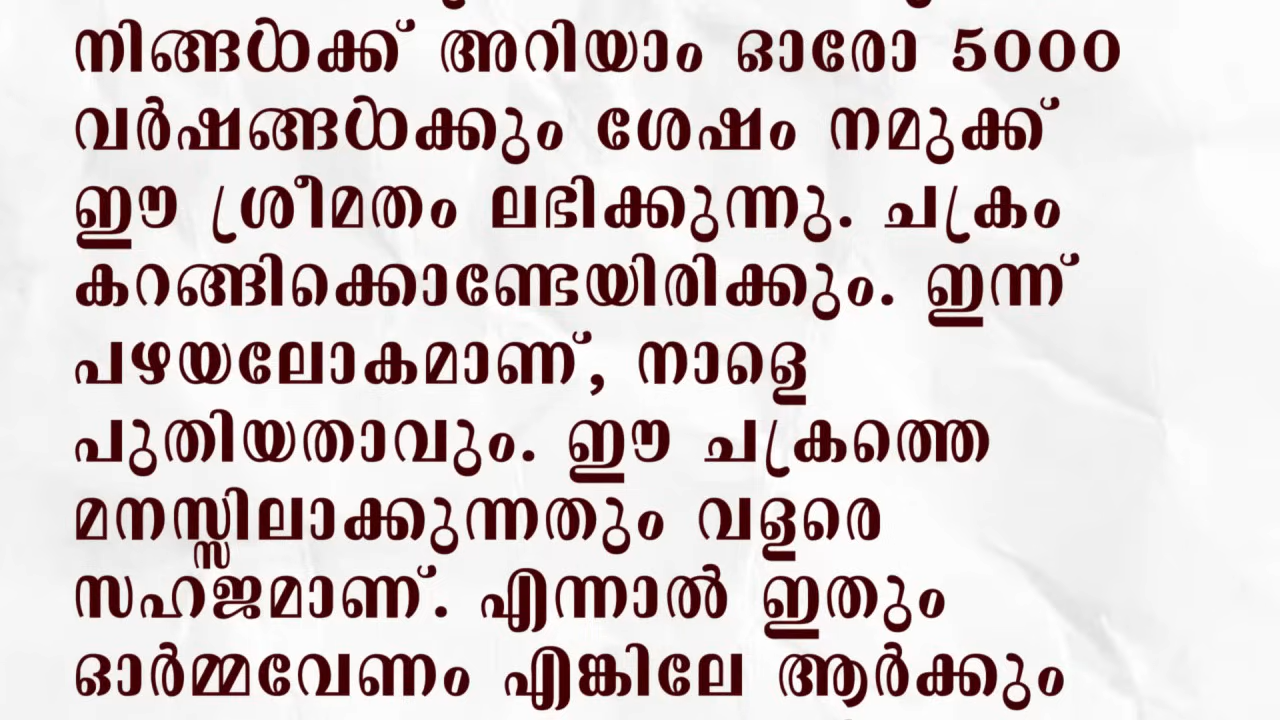 നിങ്ങൾക്ക് അറിയാം ഓരോ 5000
വർഷങ്ങൾക്കും ശേഷം നമുക്ക്
ഈ ശ്രീമതം ലഭിക്കുന്നു. ചക്രം
കറങ്ങിക്കൊണ്ടേയിരിക്കും. ഇന്ന്
പഴയലോകമാണ്, നാളെ
പുതിയതാവും. ഈ ചക്രത്തെ
മനസ്സിലാക്കുന്നതും വളരെ
സഹജമാണ്. എന്നാൽ ഇതും
ഓർമ്മവേണം എങ്കിലേ ആർക്കും